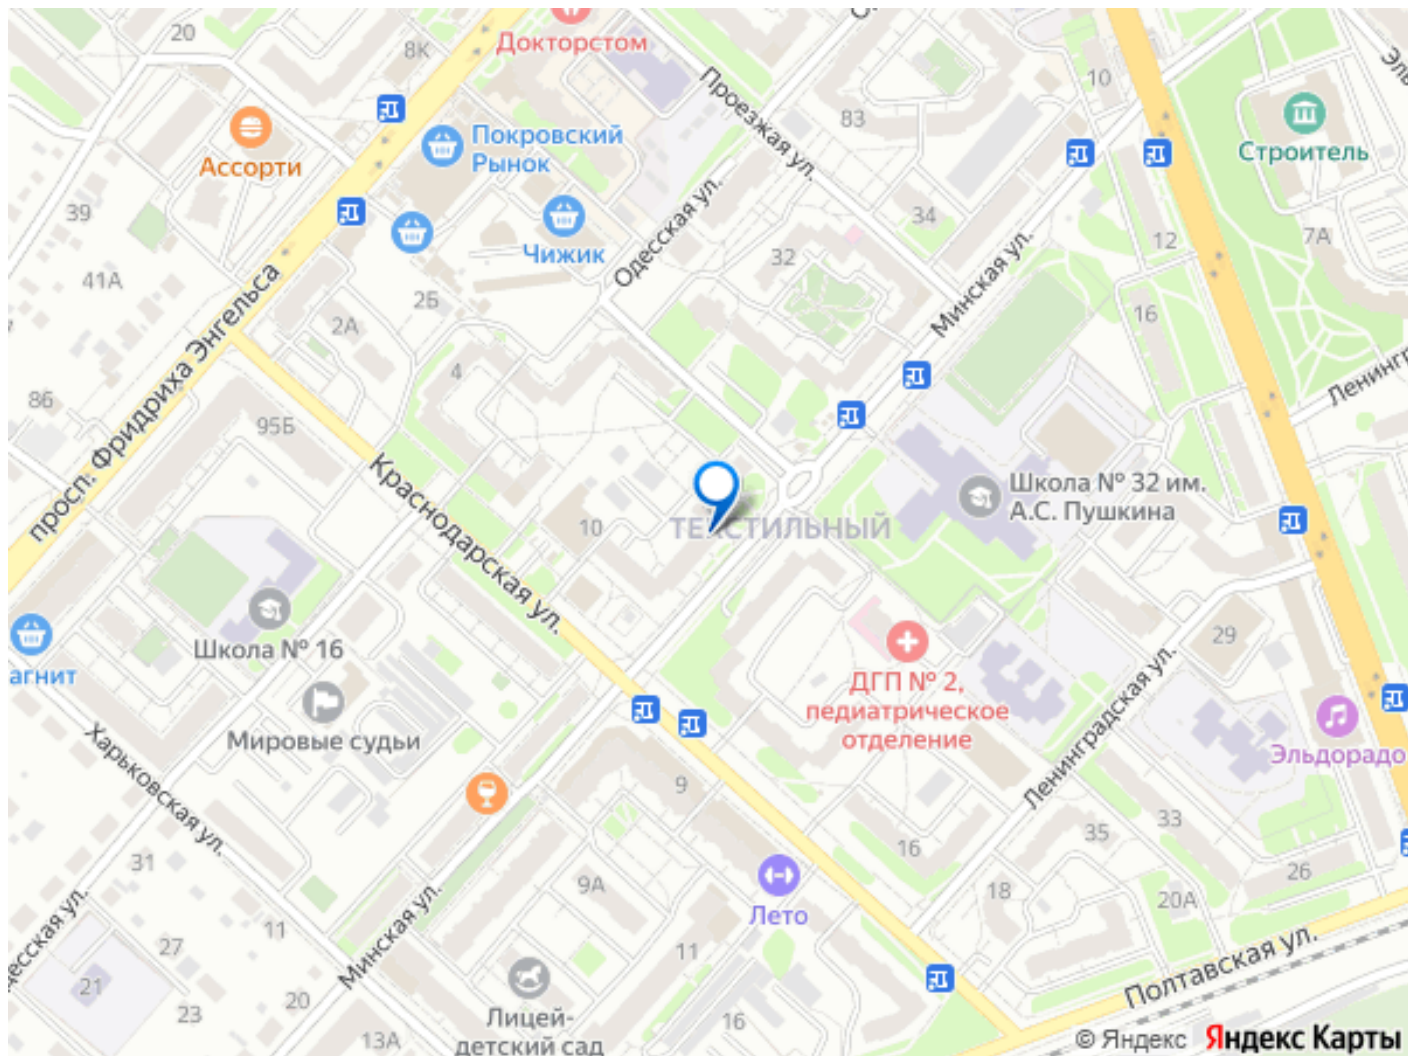 20
8К
Докторстом
10
Проезжая ул.
83
Строитель
Покровский
Рынок
Ассорти
39
Одесская ул.
34
Чижик
32
12
7А
41А
Минская ул.
2Б
2А
16
просп. Фридриха Энгельса
4
86
95Б
Краснодарская ул.
Школа № 32 им.
А.С. Пушкина
10
ТЕКСТИЛЬНЫЙ
Школа № 16
29
агнит
ДГП № 2,
педиатрическое
отделение
Ленинградская ул.
Мировые судьи
Эльдорадо
Харьковская ул.
9
33
35
16
31
9А
26
18
20А
Лето
Минская ул.
11
27
11
Полтавская ул.
21
20
23
Лицей-
детский сад
16
13А
© Яндекс Яндекс Карты